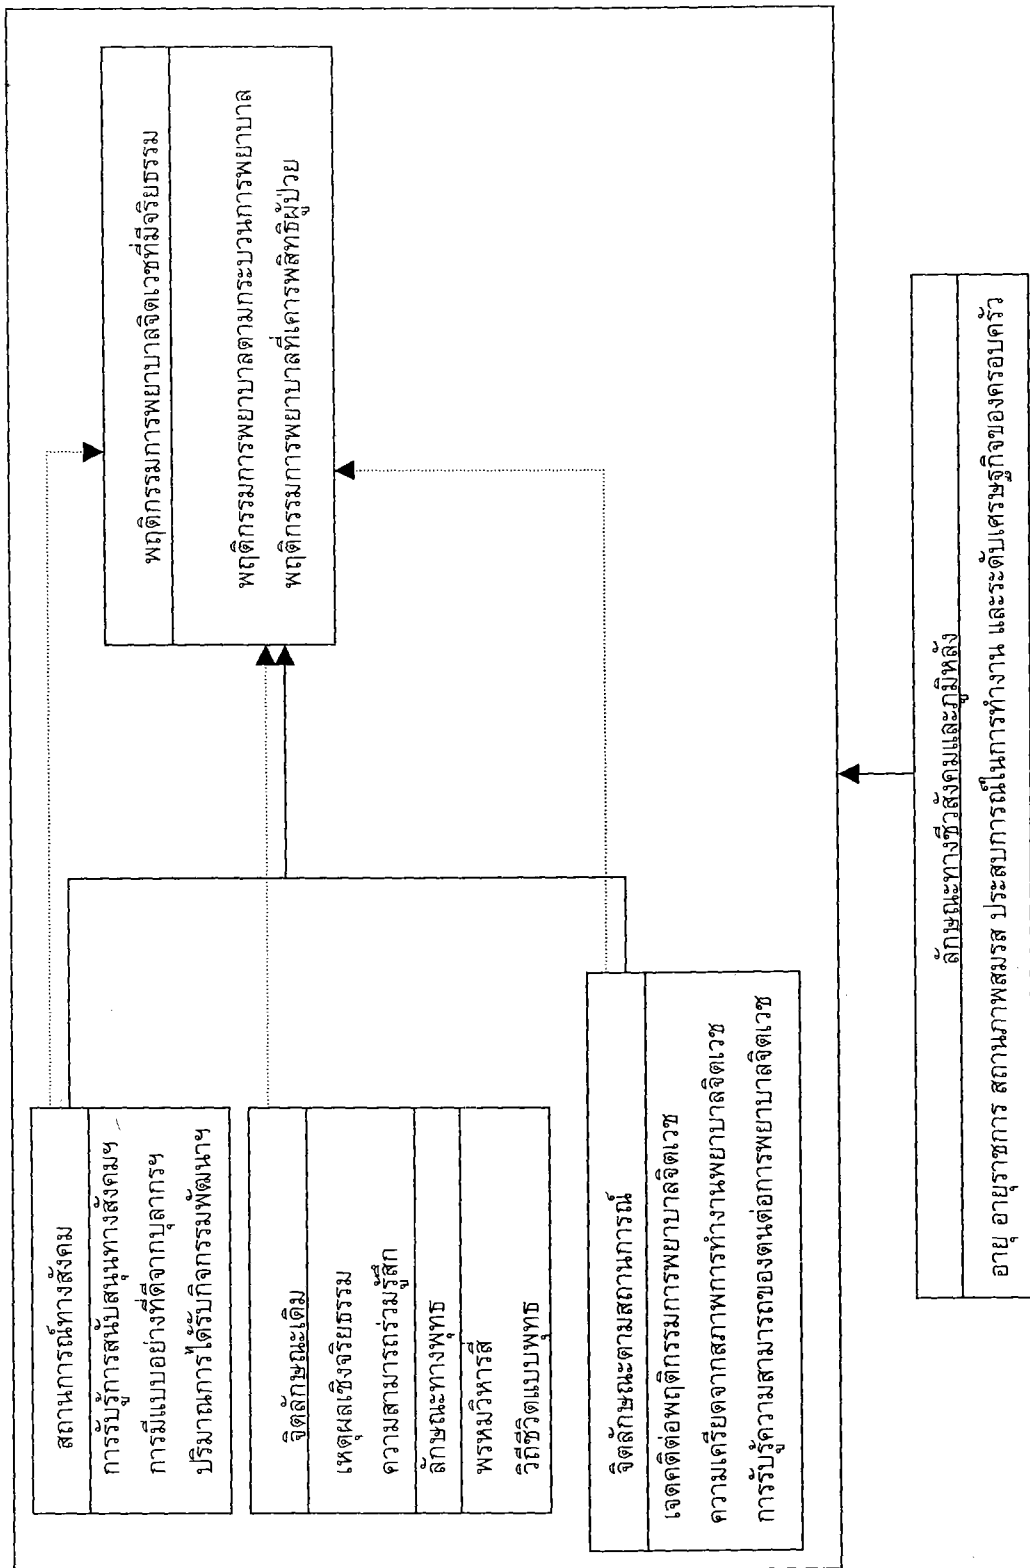 สถานการณ์ทางสังคม
การรับรู้การสนับสนุนทางสังคมฯ
การมีแบบอย่างที่ดีจากบุลากรฯ
ปริมาณการได้รับกิจกรรมพัฒนาฯ
จิตลักษณะเดิม
เหตุผลเชิงจริยธรรม
ความสามารถร่วมรู้สึก
ลักษณะทางพุทธ
พรหมวิหารสี่
วิถีชีวิตแบบพุทธ
จิตลักษณะตามสถานการณ์
เจตคติต่อพฤติกรรมการพยาบาลจิตเวช
ความเครียดจากสภาพการทำงานพยาบาลจิตเวช
การรับรู้ความสามารถของตนต่อการพยาบาลจิตเวช
พฤติกรรมการพยาบาลจิตเวชที่มีจริยธรรม
พฤติกรรมการพยาบาลตามกระบวนการพยาบาล
พฤติกรรมการพยาบาลที่เคารพสิทธิผู้ป่วย
ลักษณะทางชีวสังคมและภูมิหลัง
อายุ อายุราชการ สถานภาพสมรส ประสบการณ์ในการทำงาน และระดับเศรษฐกิจของครอบครัว